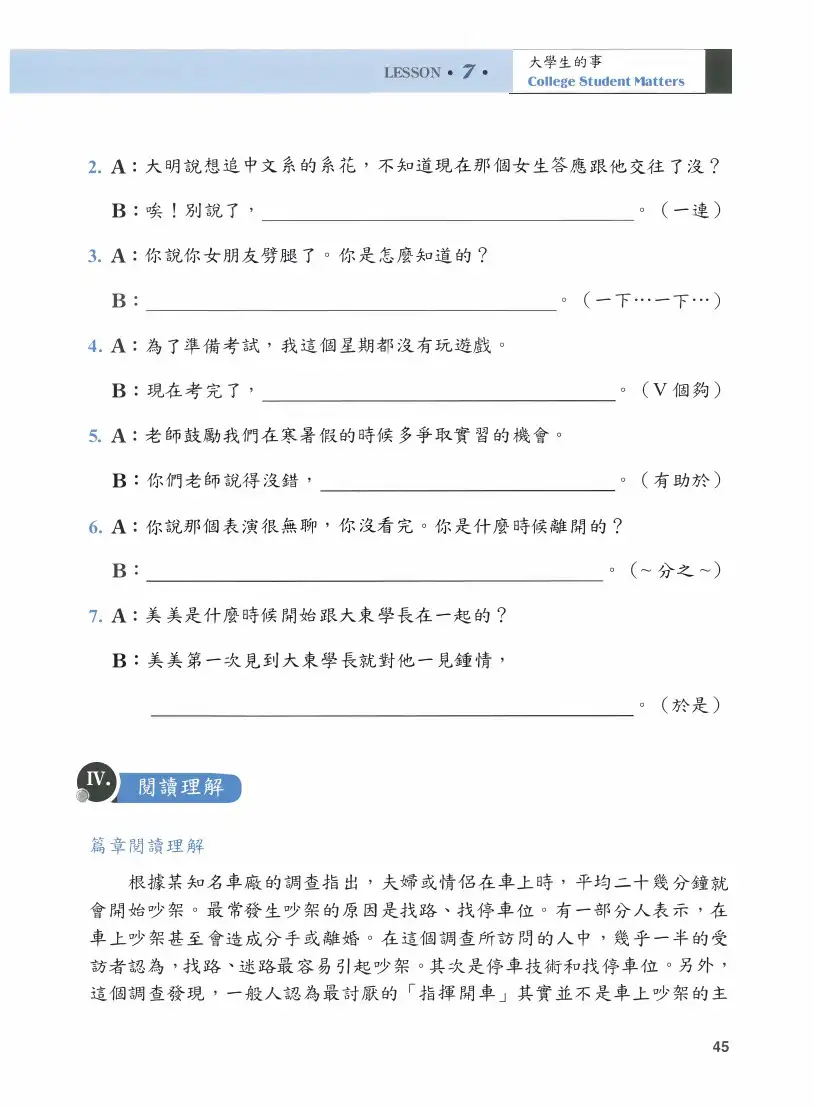 LESSON • 7 •
大學生的事
College Student Matters
2. A：大明說想追中文系的系花，不知道現在那個女生答應跟他交往了沒？
B：唉！別說了，____________________。（一連）
3. A：你說你女朋友劈腿了。你是怎麼知道的？
B：____________________。（一下…一下…）
4. A：為了準備考試，我這個星期都沒有玩遊戲。
B：現在考完了，____________________。（V 個夠）
5. A：老師鼓勵我們在寒暑假的時候多爭取實習的機會。
B：你們老師說得沒錯，____________________。（有助於）
6. A：你說那個表演很無聊，你沒看完。你是什麼時候離開的？
B：____________________。（~ 分之 ~）
7. A：美美是什麼時候開始跟大東學長在一起的？
B：美美第一次見到大東學長就對他一見鍾情，
____________________。（於是）
IV. 閱讀理解
篇章閱讀理解
根據某知名車廠的調查指出，夫婦或情侶在車上時，平均二十幾分鐘就
會開始吵架。最常發生吵架的原因是找路、找停車位。有一部分人表示，在
車上吵架甚至會造成分手或離婚。在這個調查所訪問的人中，幾乎一半的受
訪者認為，找路、迷路最容易引起吵架。其次是停車技術和找停車位。另外，
這個調查發現，一般人認為最討厭的「指揮開車」其實並不是車上吵架的主
45